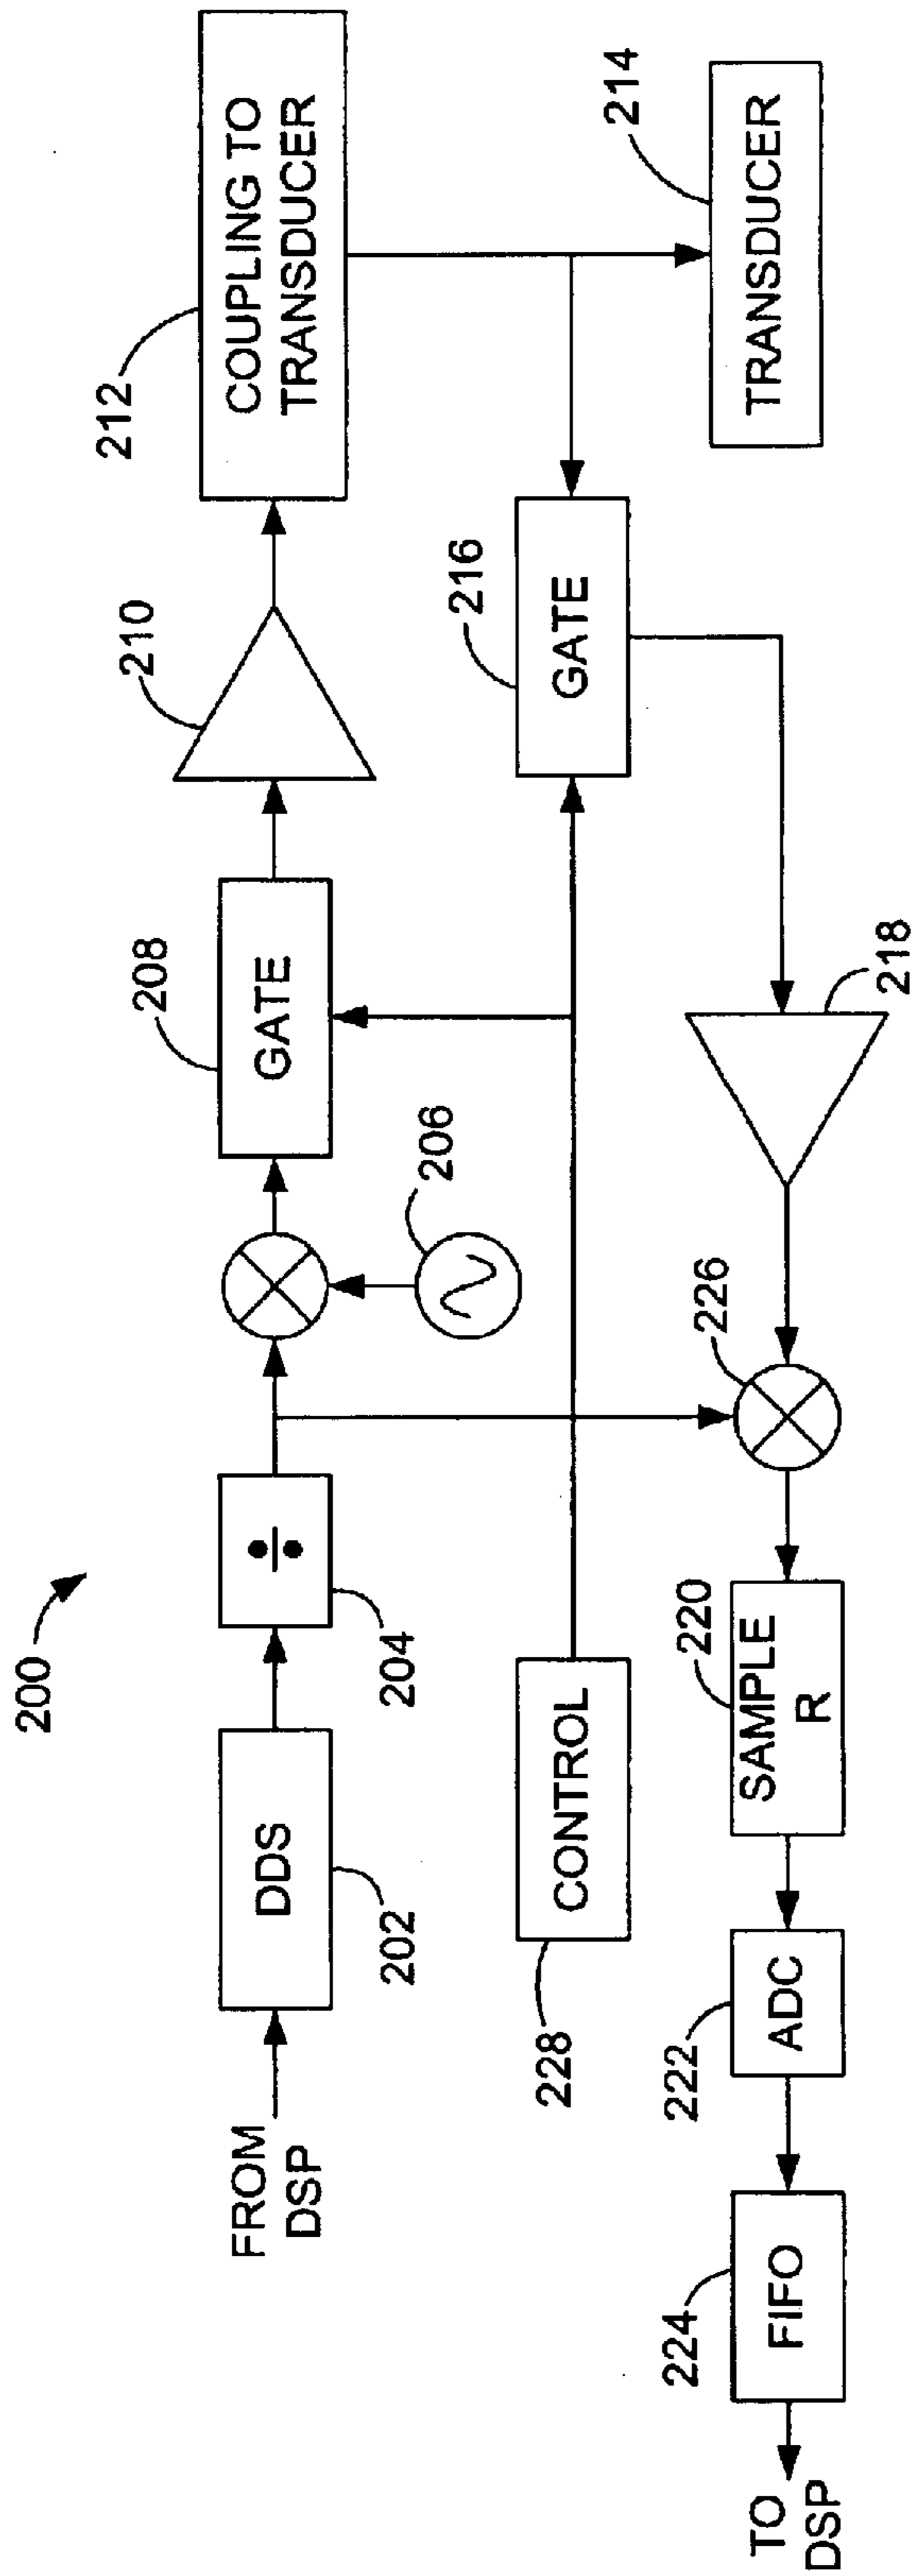 200
FROM
DSP
DDS
202
÷
204
206
GATE
208
210
COUPLING TO
TRANSDUCER
212
CONTROL
228
GATE
216
TRANSDUCER
214
TO
DSP
FIFO
224
ADC
222
SAMPLE
R
220
226
218